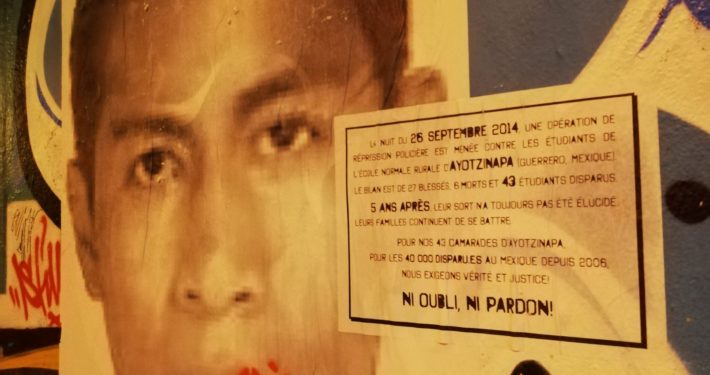 LA NUIT DU 26 SEPTEMBRE 2014, UNE OPÉRATION DE
RÉPRESSION POLICIÈRE EST MENÉE CONTRE LES ÉTUDIANTS DE
L'ÉCOLE NORMALE RURALE D'AYOTZINAPA (GUERRERO, MEXIQUE).
LE BILAN EST DE 27 BLESSÉS, 6 MORTS ET 43 ÉTUDIANTS DISPARUS.
5 ANS APRÈS, LEUR SORT N'A TOUJOURS PAS ÉTÉ ÉLUCIDÉ.
LEURS FAMILLES CONTINUENT DE SE BATTRE.
POUR NOS 43 CAMARADES D'AYOTZINAPA,
POUR LES 40 000 DISPARU.ES AU MEXIQUE DEPUIS 2006,
NOUS EXIGEONS VÉRITÉ ET JUSTICE!
NI OUBLI, NI PARDON!